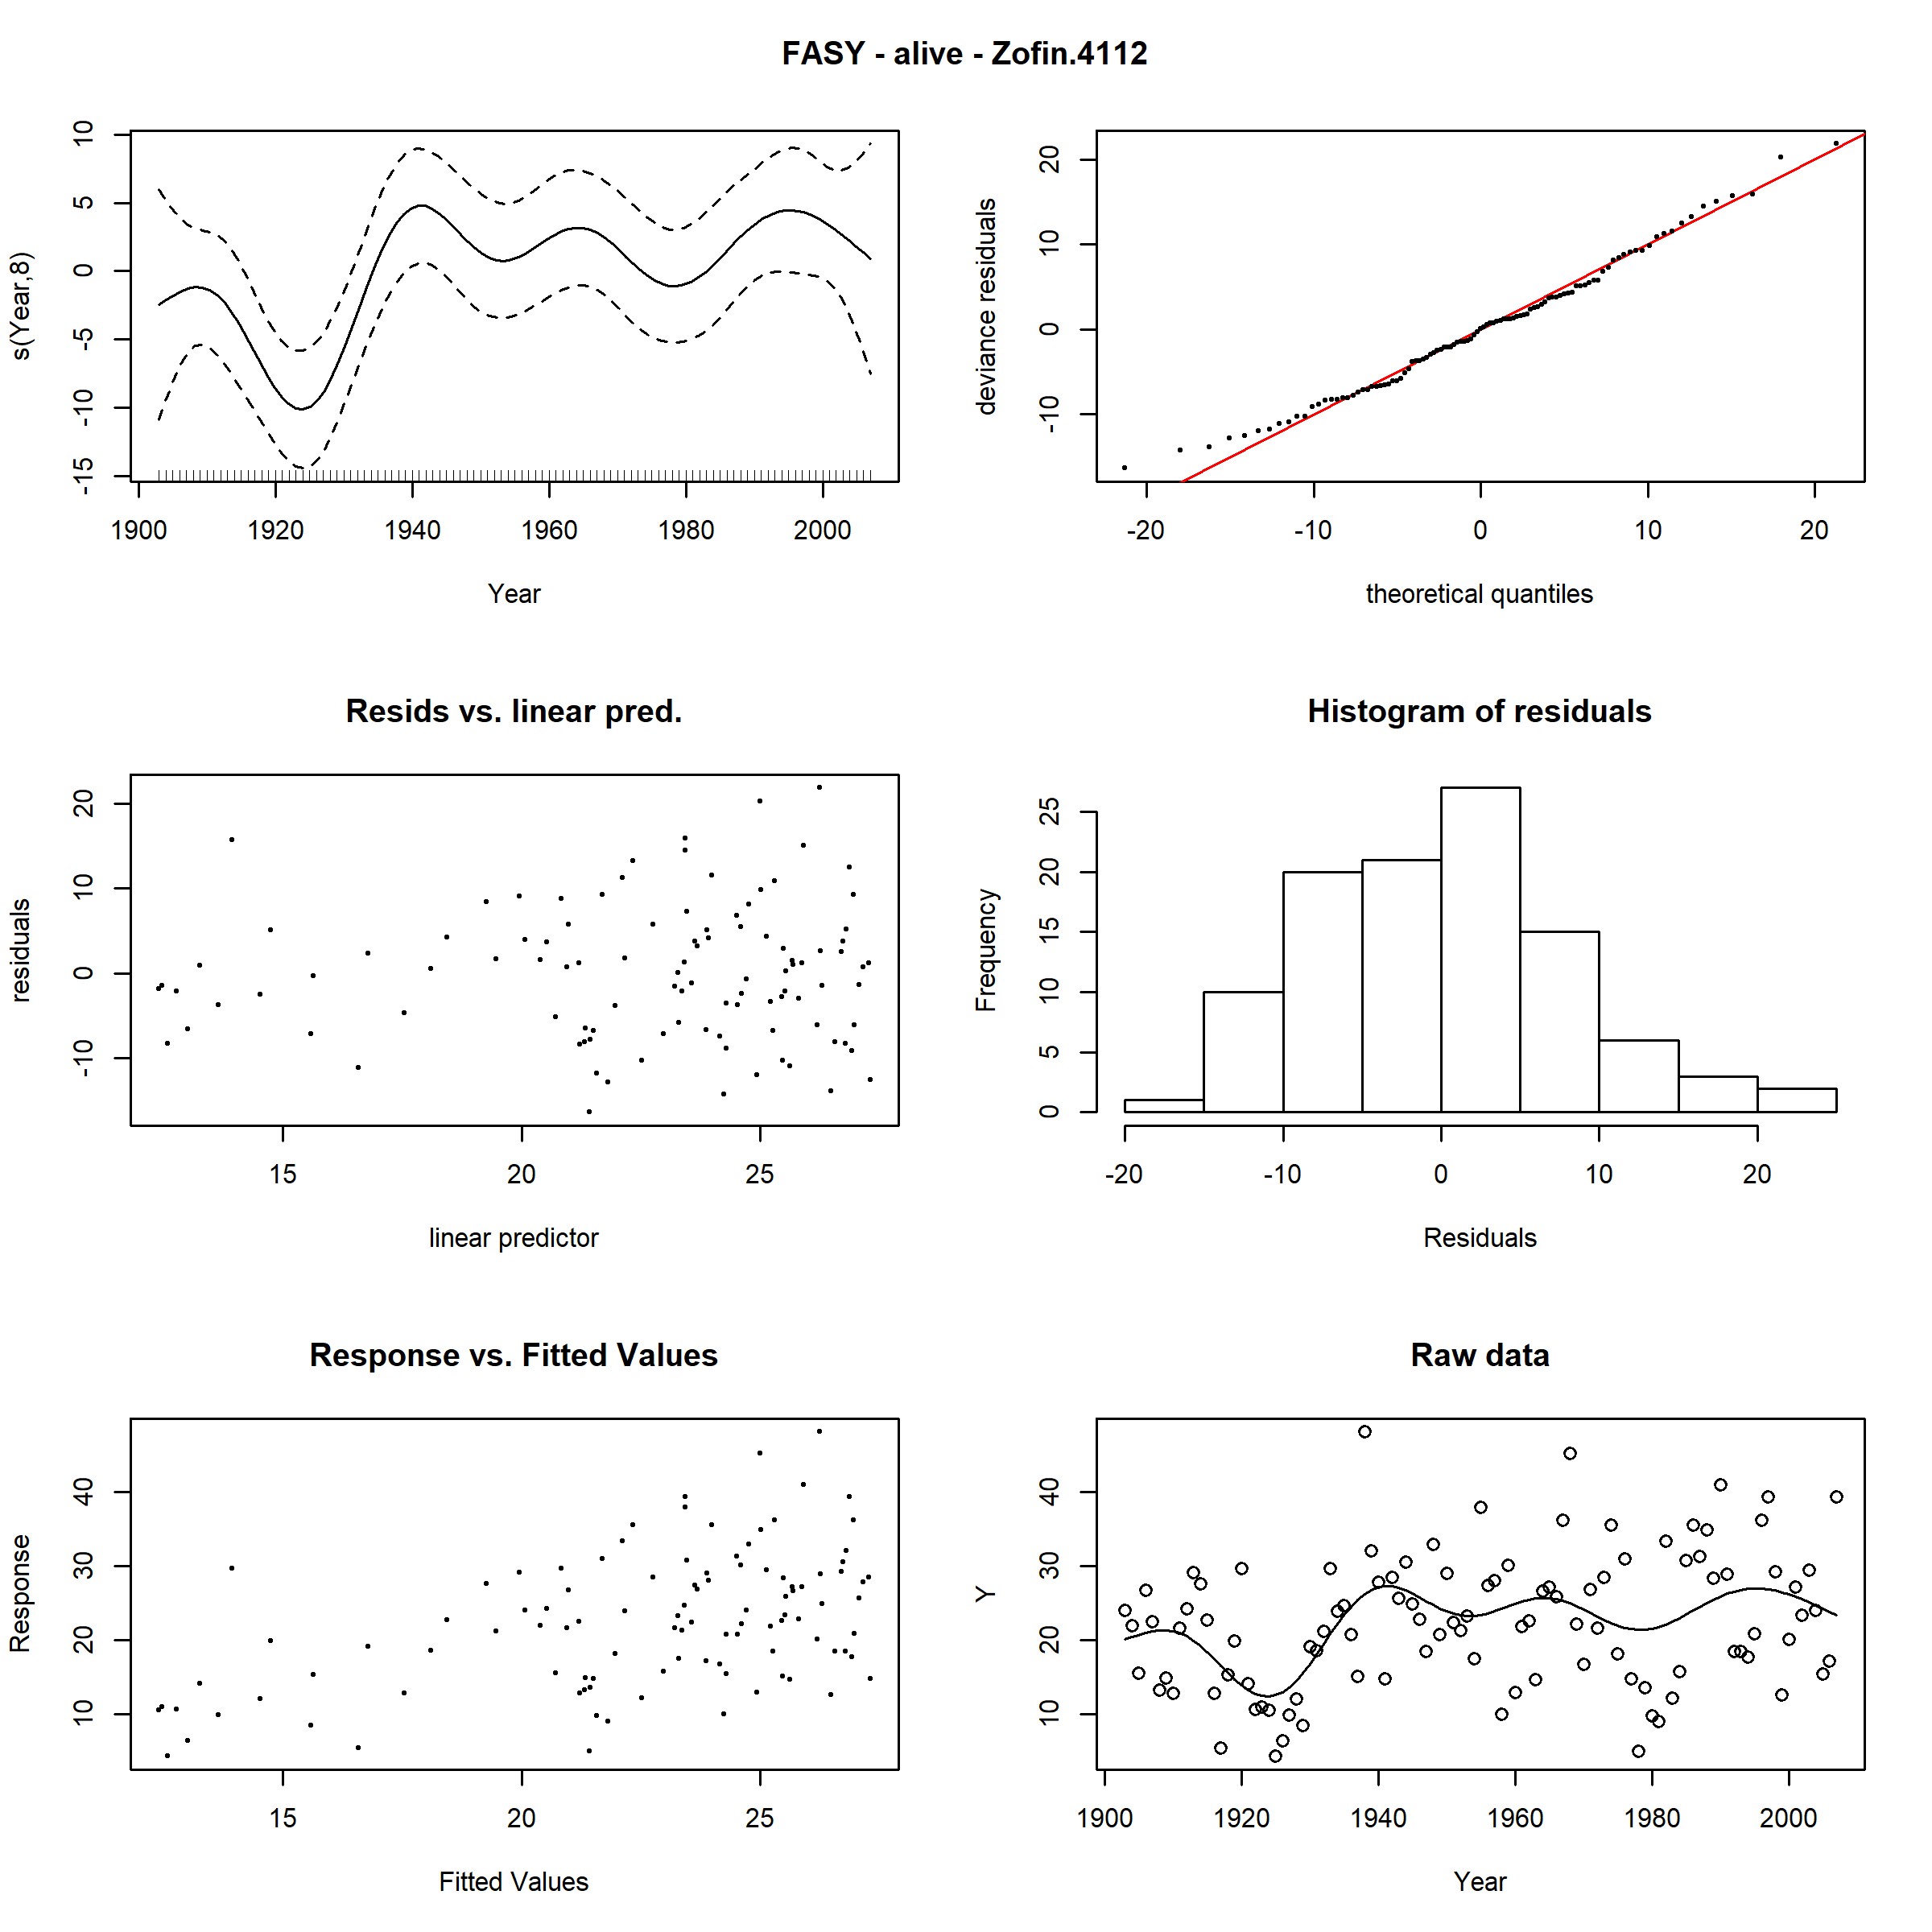 FASY - alive - Zofin.4112
s(Year,8)
-15 -10 -5 0 5 10
1900 1920 1940 1960 1980 2000
Year
deviance residuals
-10 0 10 20
-20 -10 0 10 20
theoretical quantiles
Resids vs. linear pred.
residuals
-10 0 10 20
15 20 25
linear predictor
Histogram of residuals
Frequency
0 5 10 15 20 25
-20 -10 0 10 20
Residuals
Response vs. Fitted Values
Response
10 20 30 40
15 20 25
Fitted Values
Raw data
Y
10 20 30 40
1900 1920 1940 1960 1980 2000
Year